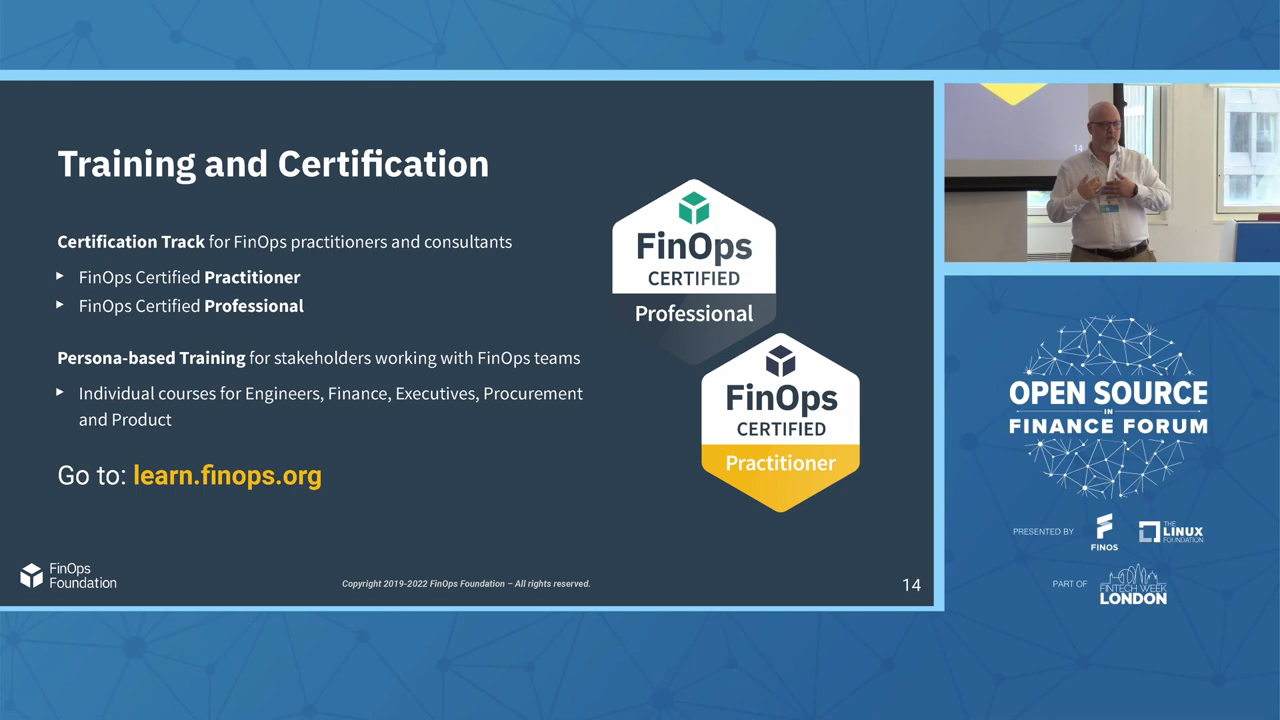 Training and Certification
Certification Track for FinOps practitioners and consultants
FinOps Certified Practitioner
FinOps Certified Professional
Persona-based Training for stakeholders working with FinOps teams
Individual courses for Engineers, Finance, Executives, Procurement
and Product
Go to: learn.finops.org
FinOps
CERTIFIED
Professional
FinOps
CERTIFIED
Practitioner
FinOps
Foundation
Copyright 2019-2022 FinOps Foundation – All rights reserved.
14
14
OPEN SOURCE
IN
FINANCE FORUM
PRESENTED BY
FINOS
THE
LINUX
FOUNDATION
PART OF
FINTECH WEEK
LONDON